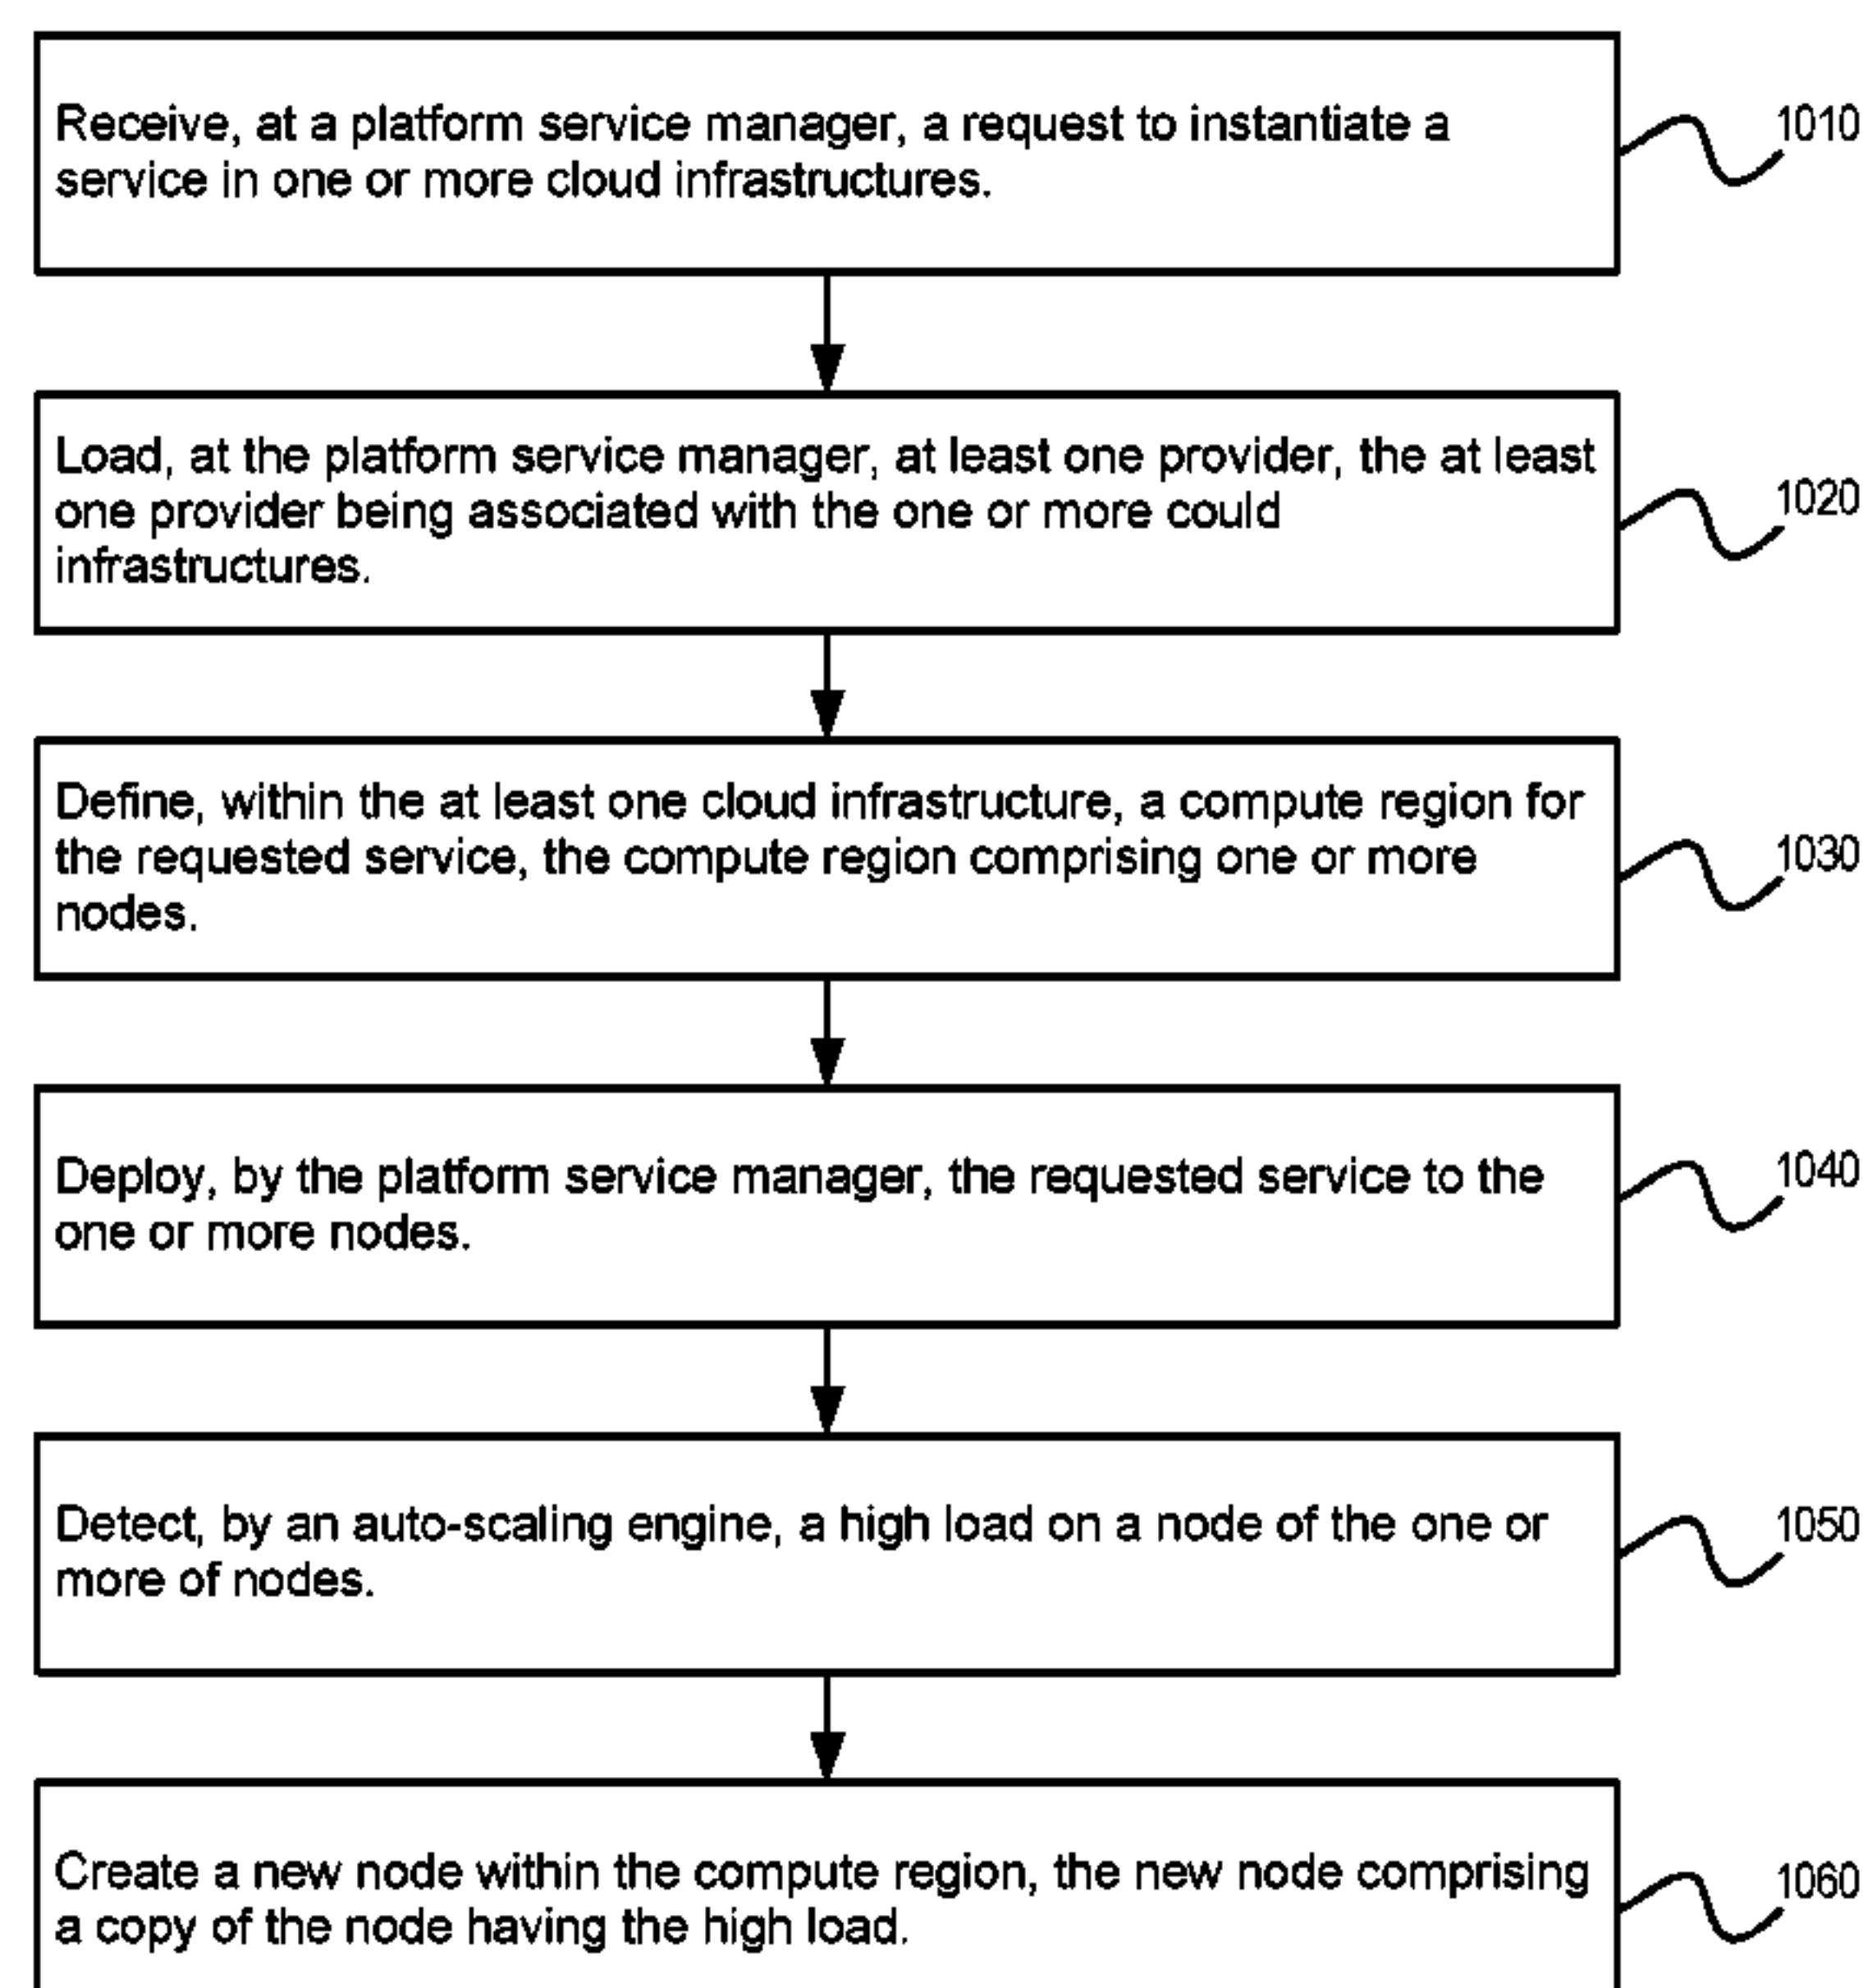 Receive, at a platform service manager, a request to instantiate a
service in one or more cloud infrastructures.
1010
Load, at the platform service manager, at least one provider, the at least
one provider being associated with the one or more could
infrastructures.
1020
Define, within the at least one cloud infrastructure, a compute region for
the requested service, the compute region comprising one or more
nodes.
1030
Deploy, by the platform service manager, the requested service to the
one or more nodes.
1040
Detect, by an auto-scaling engine, a high load on a node of the one or
more of nodes.
1050
Create a new node within the compute region, the new node comprising
a copy of the node having the high load.
1060